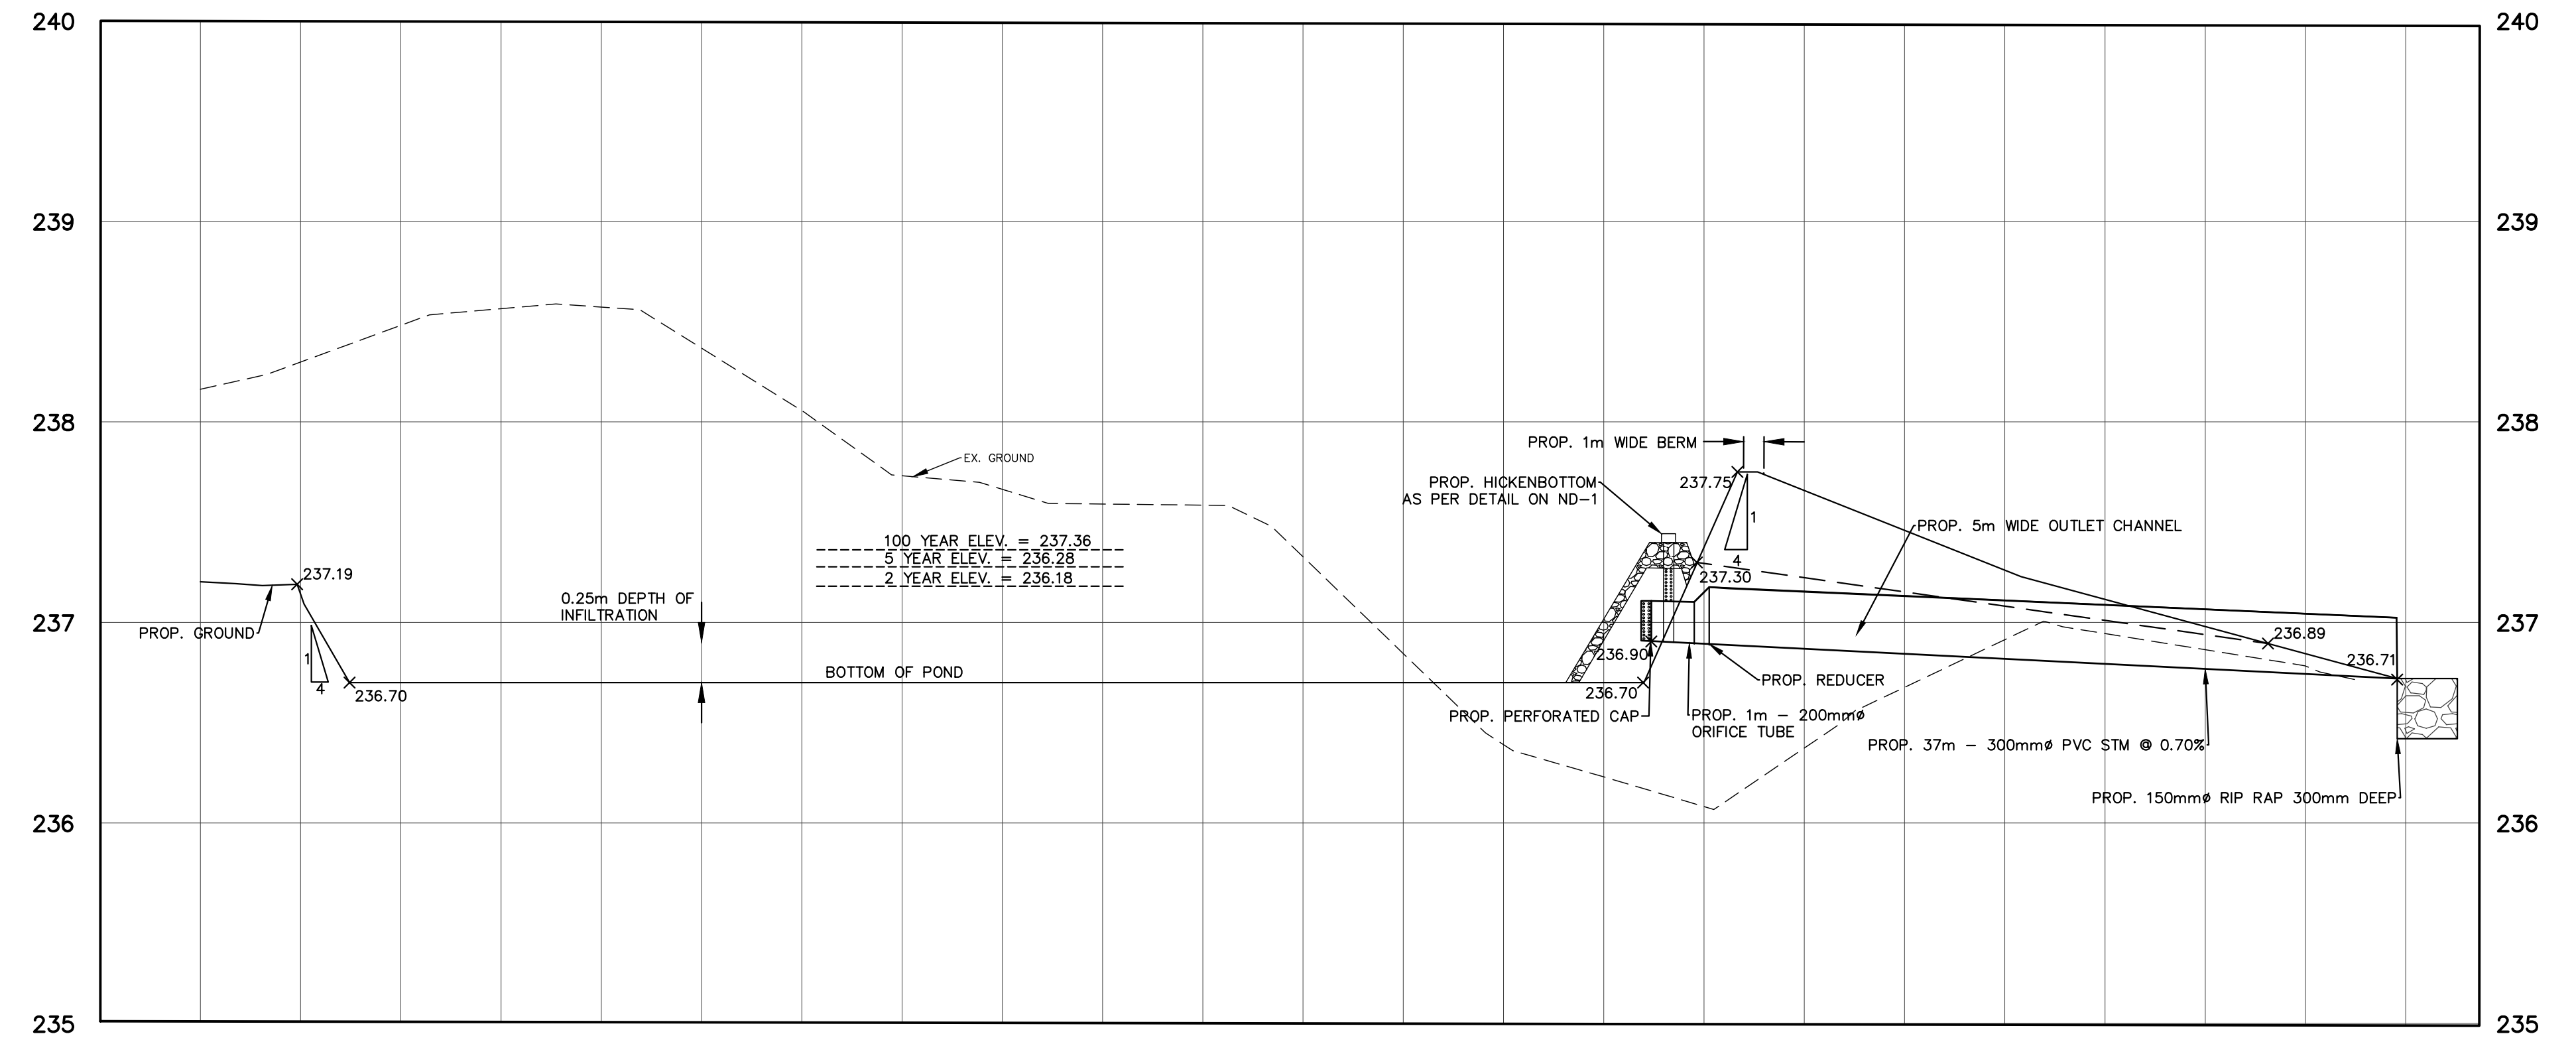 240
240
239
239
238
238
237
237
236
236
235
235
EX. GROUND
PROP. 1m WIDE BERM
PROP. HICKENBOTTOM
AS PER DETAIL ON ND-1
237.75
1
4
PROP. 5m WIDE OUTLET CHANNEL
100 YEAR ELEV. = 237.36
5 YEAR ELEV. = 236.28
2 YEAR ELEV. = 236.18
237.19
237.30
0.25m DEPTH OF
INFILTRATION
PROP. GROUND
1
4
236.70
BOTTOM OF POND
236.90
236.70
236.89
236.71
PROP. REDUCER
PROP. PERFORATED CAP
PROP. 1m - 200mmø
ORIFICE TUBE
PROP. 37m - 300mmø PVC STM @ 0.70%
PROP. 150mmø RIP RAP 300mm DEEP